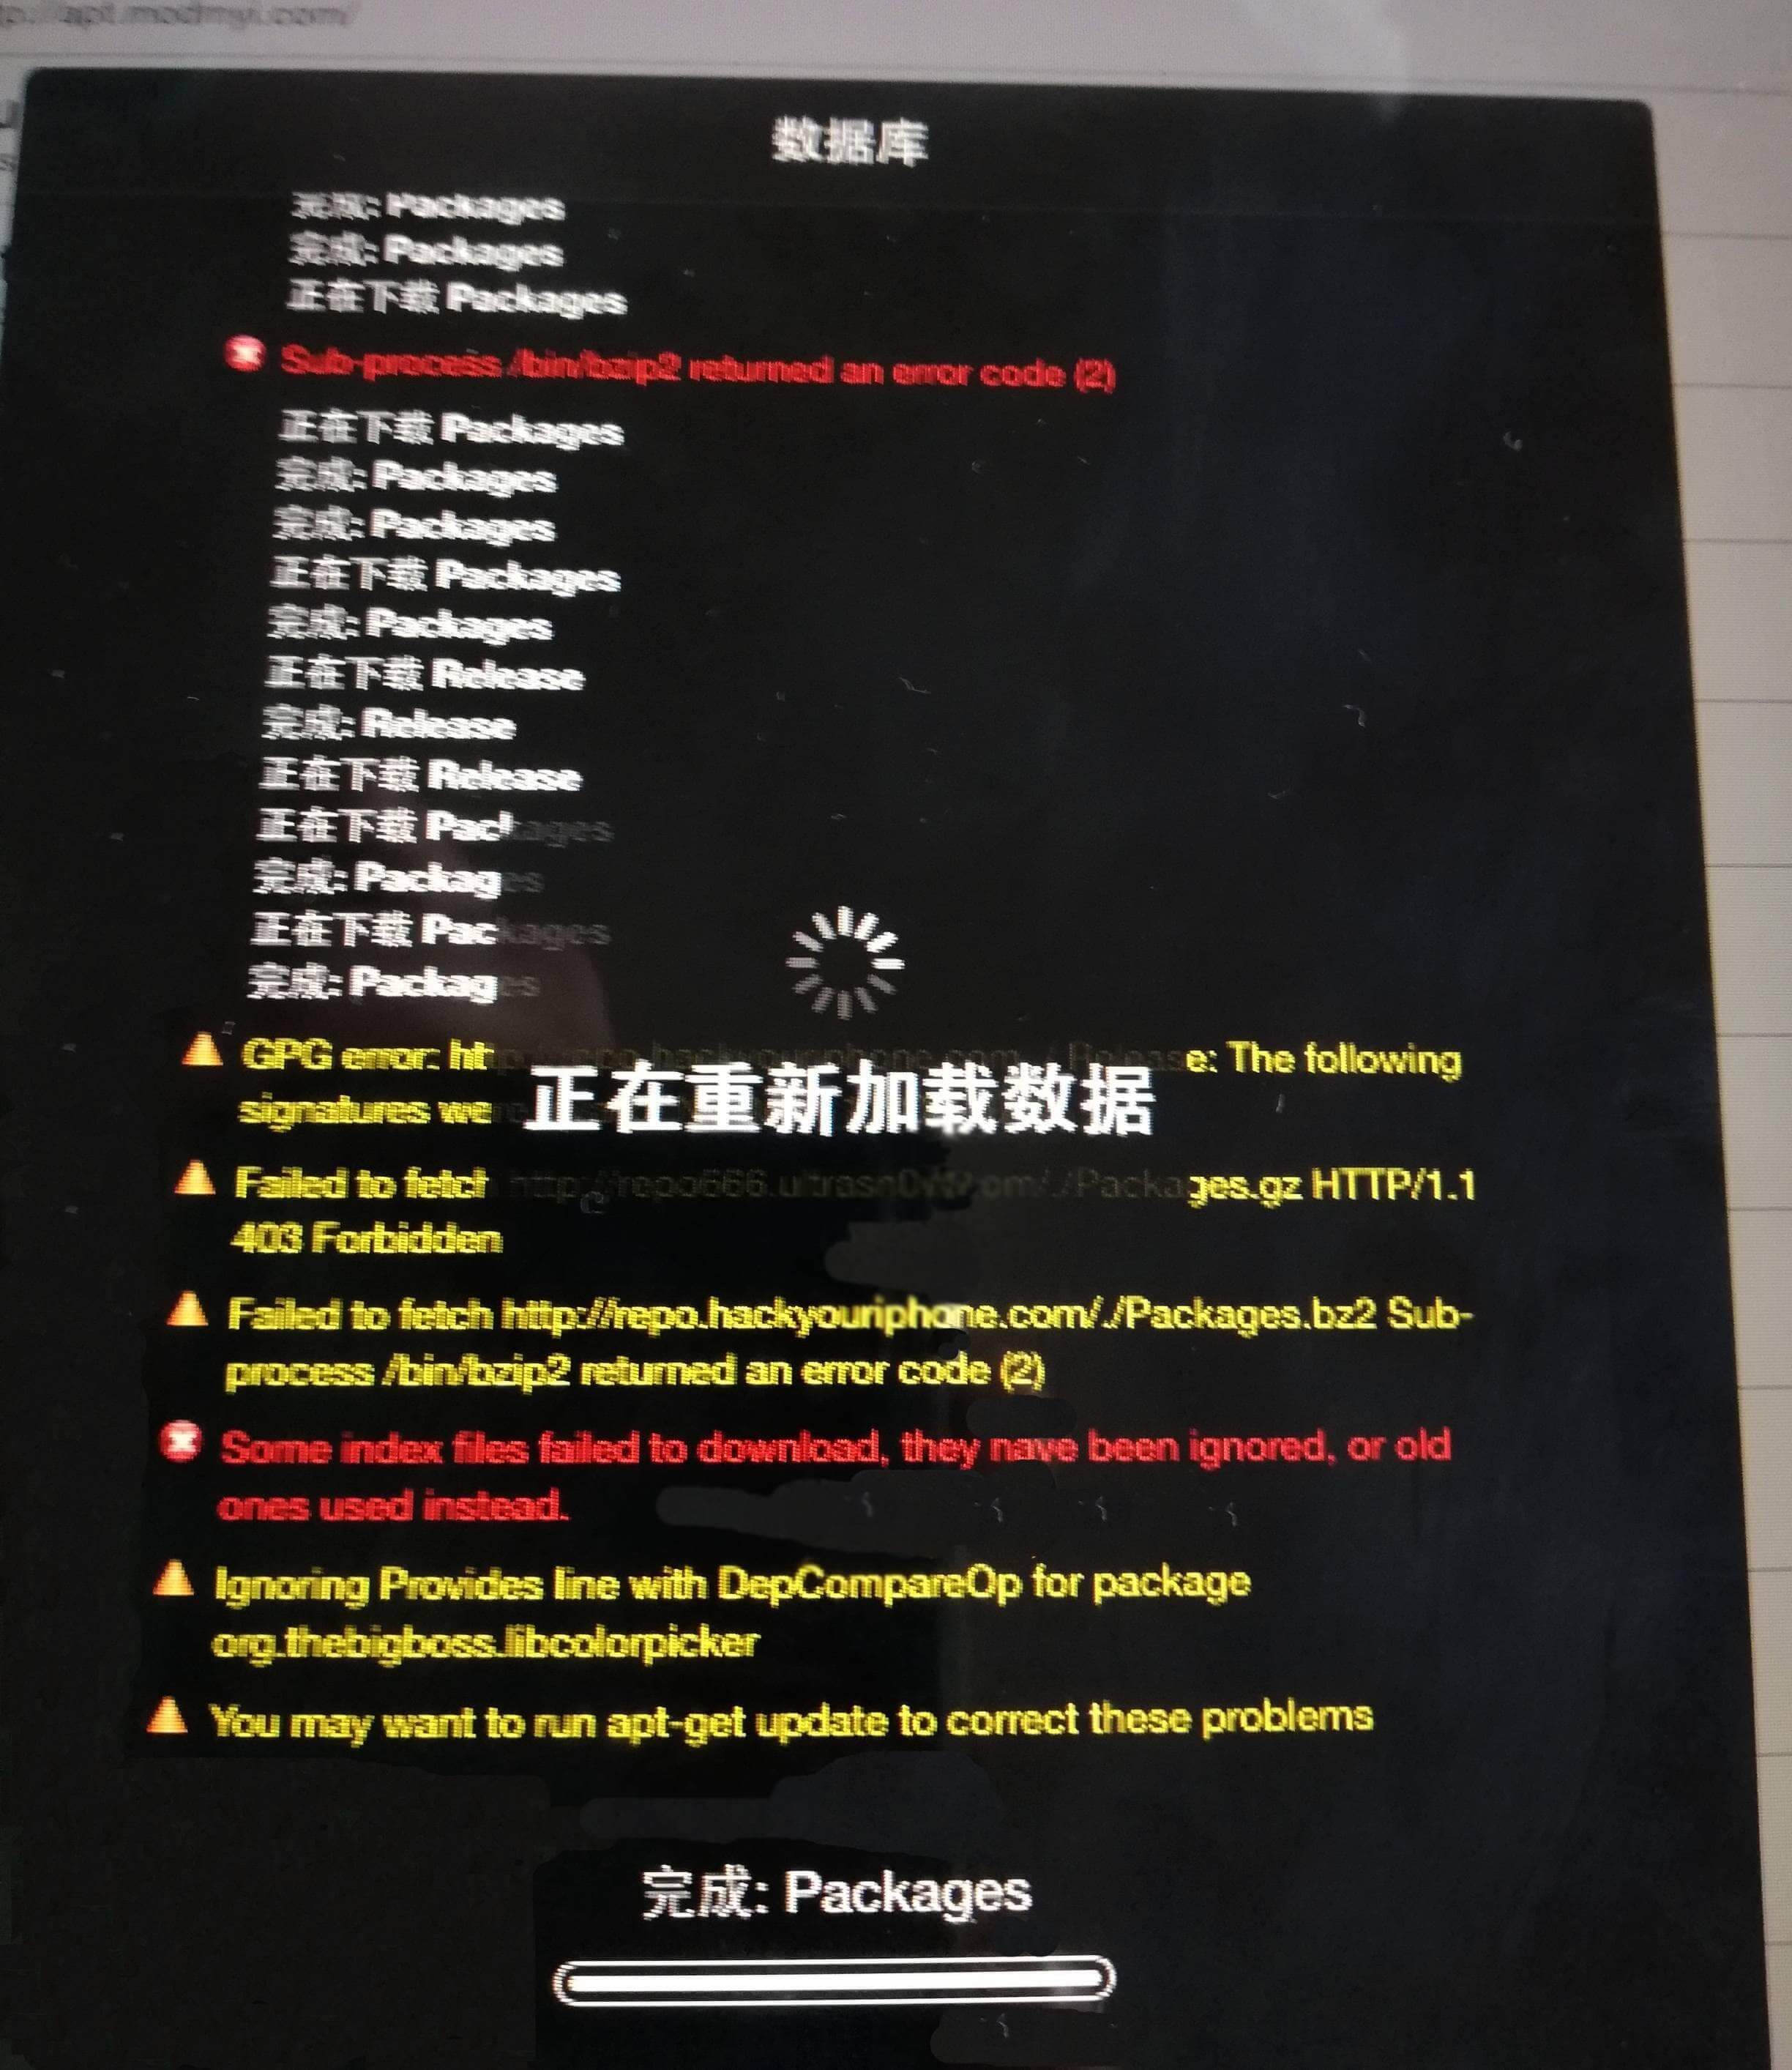 apt.modmyi.com/
数据库
完成: Packages
完成: Packages
正在下载 Packages
Sub-process /bin/bzip2 returned an error code (2)
正在下载 Packages
完成: Packages
完成: Packages
正在下载 Packages
完成: Packages
正在下载 Release
完成: Release
正在下载 Release
正在下载 Packages
完成: Packages
正在下载 Packages
完成: Packages
GPG error: http://repo.hackyouriphone.com ./ Release: The following
signatures were
正在重新加载数据
Failed to fetch Packages.gz HTTP/1.1
403 Forbidden
Failed to fetch http://repo.hackyouriphone.com/./Packages.bz2 Sub-
process /bin/bzip2 returned an error code (2)
Some index files failed to download, they have been ignored, or old
ones used instead.
Ignoring Provides line with DepCompareOp for package
org.thebigboss.libcolorpicker
You may want to run apt-get update to correct these problems
完成: Packages